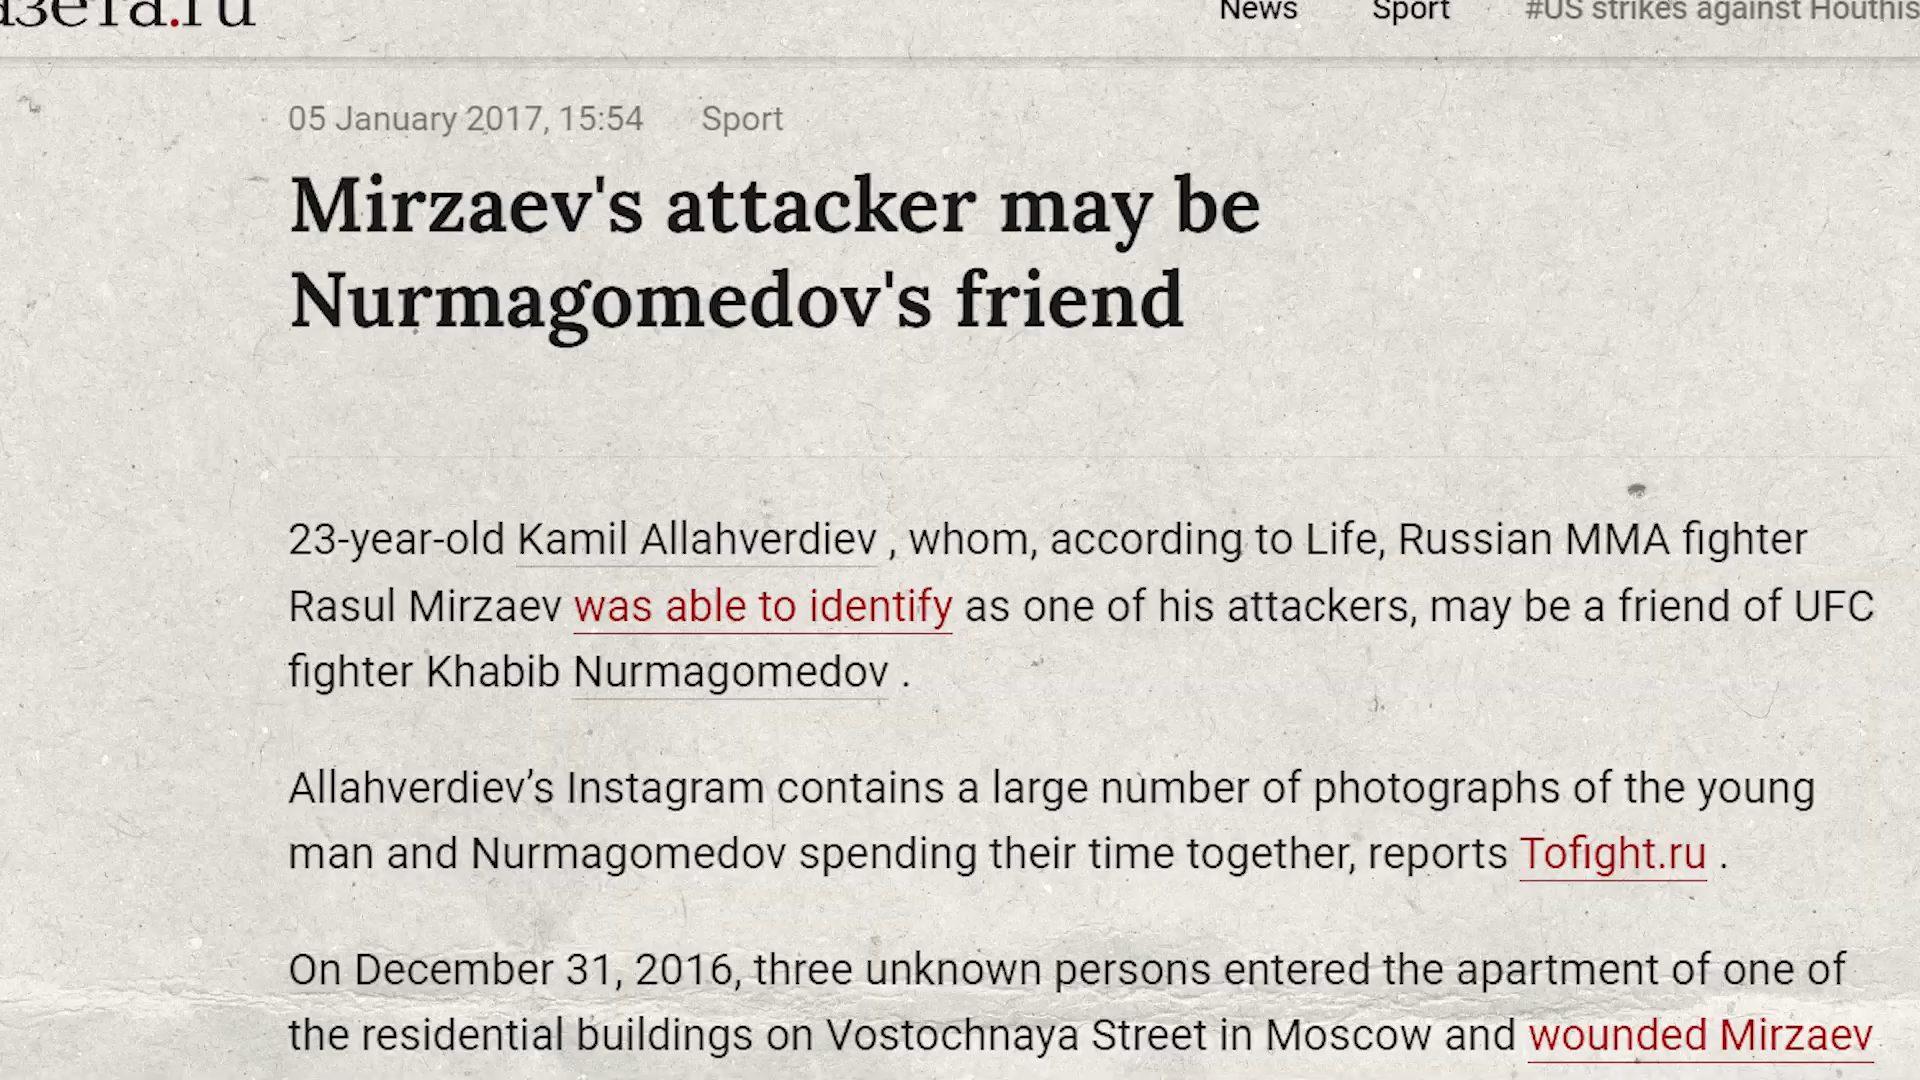 азета.ru
News Sport #US strikes against Houthis
05 January 2017, 15:54 Sport
Mirzaev's attacker may be
Nurmagomedov's friend
23-year-old Kamil Allahverdiev , whom, according to Life, Russian MMA fighter
Rasul Mirzaev was able to identify as one of his attackers, may be a friend of UFC
fighter Khabib Nurmagomedov .
Allahverdiev’s Instagram contains a large number of photographs of the young
man and Nurmagomedov spending their time together, reports Tofight.ru .
On December 31, 2016, three unknown persons entered the apartment of one of
the residential buildings on Vostochnaya Street in Moscow and wounded Mirzaev